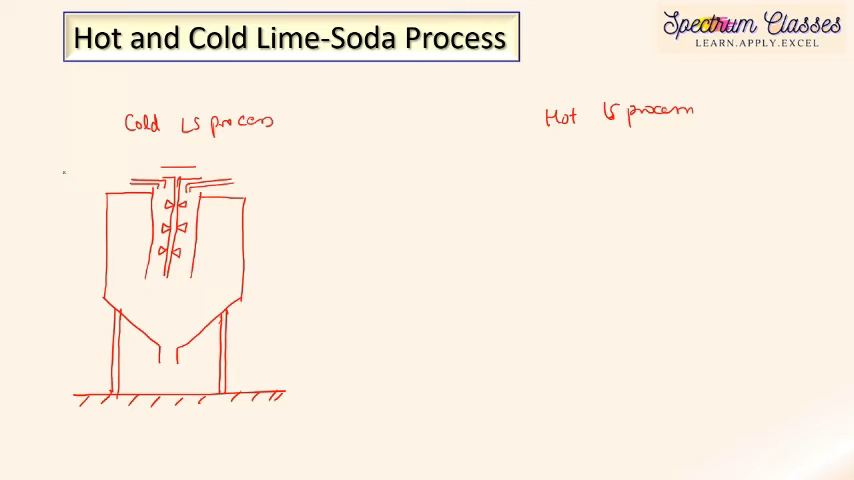 Hot and Cold Lime-Soda Process
Spectrum Classes
LEARN.APPLY.EXCEL
Cold LS process
Hot LS process